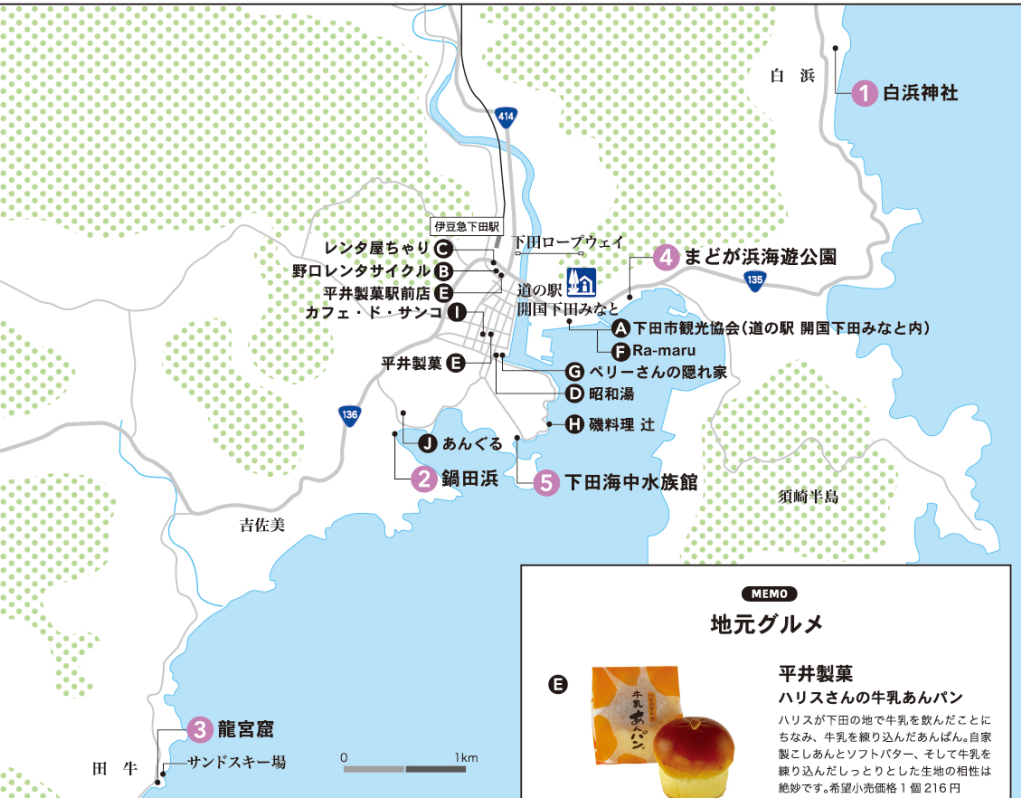 白 浜
1 白浜神社
414
伊豆急下田駅
下田ロープウェイ
レンタ屋ちゃり C
野口レンタサイクル B
平井製菓駅前店 E
カフェ・ド・サンコ I
平井製菓 E
道の駅
開国下田みなと
4 まどが浜海遊公園
135
A 下田市観光協会(道の駅 開国下田みなと内)
F Ra-maru
G ペリーさんの隠れ家
D 昭和湯
H 磯料理 辻
136
J あんぐる
2 鍋田浜
5 下田海中水族館
須崎半島
吉佐美
3 龍宮窟
田 牛
サンドスキー場
0 1km
MEMO
地元グルメ
E
牛乳
あんパン
平井製菓
ハリスさんの牛乳あんパン
ハリスが下田の地で牛乳を飲んだことに
ちなみ、牛乳を練り込んだあんぱん。自家
製こしあんとソフトバター、そして牛乳を
練り込んだしっとりとした生地の相性は
絶妙です。希望小売価格1個216円